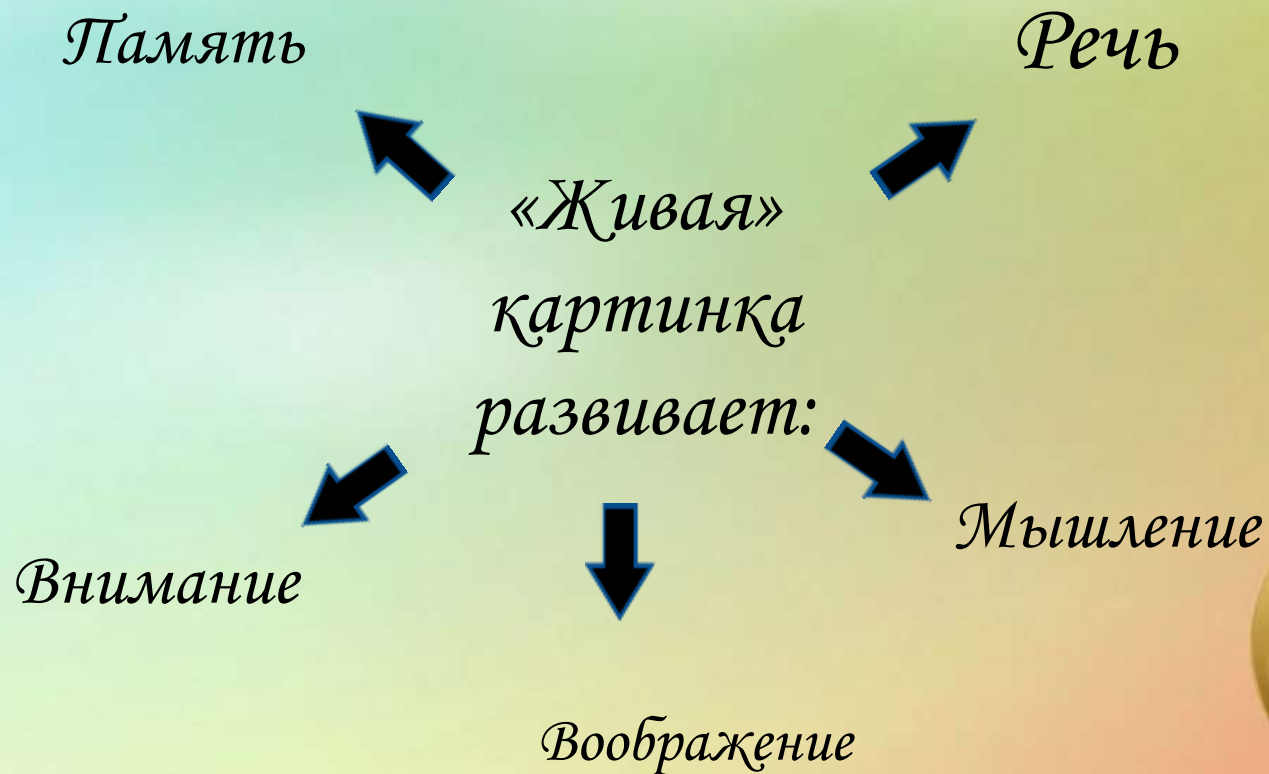 Память
Речь
«Живая»
картинка
развивает:
Мышление
Внимание
Воображение